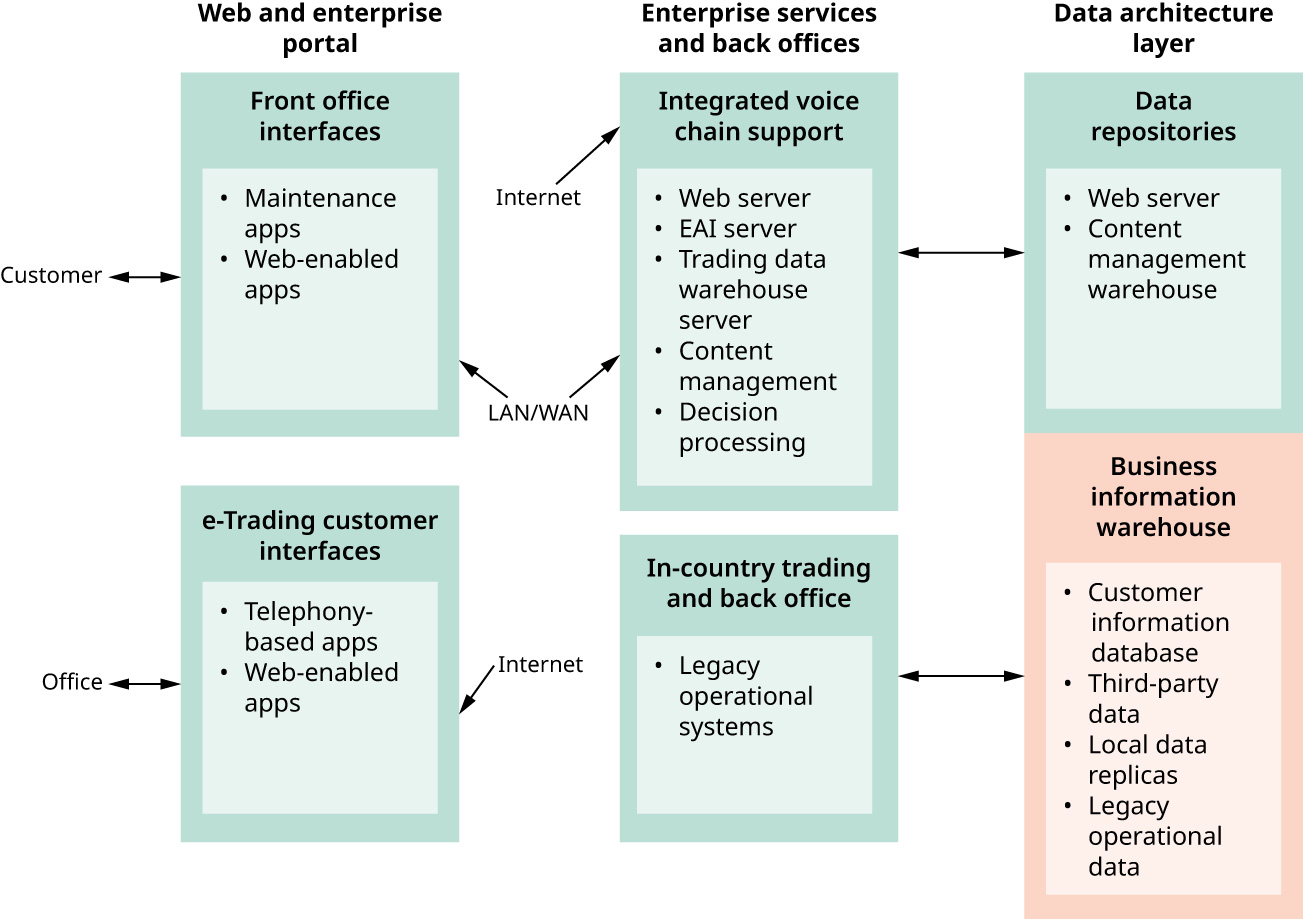 Web and enterprise
portal
Enterprise services
and back offices
Data architecture
layer
Front office
interfaces
• Maintenance
apps
• Web-enabled
apps
Customer
Internet
LAN/WAN
Integrated voice
chain support
• Web server
• EAI server
• Trading data
warehouse
server
• Content
management
• Decision
processing
Data
repositories
• Web server
• Content
management
warehouse
e-Trading customer
interfaces
• Telephony-
based apps
• Web-enabled
apps
Office
Internet
In-country trading
and back office
• Legacy
operational
systems
Business
information
warehouse
• Customer
information
database
• Third-party
data
• Local data
replicas
• Legacy
operational
data